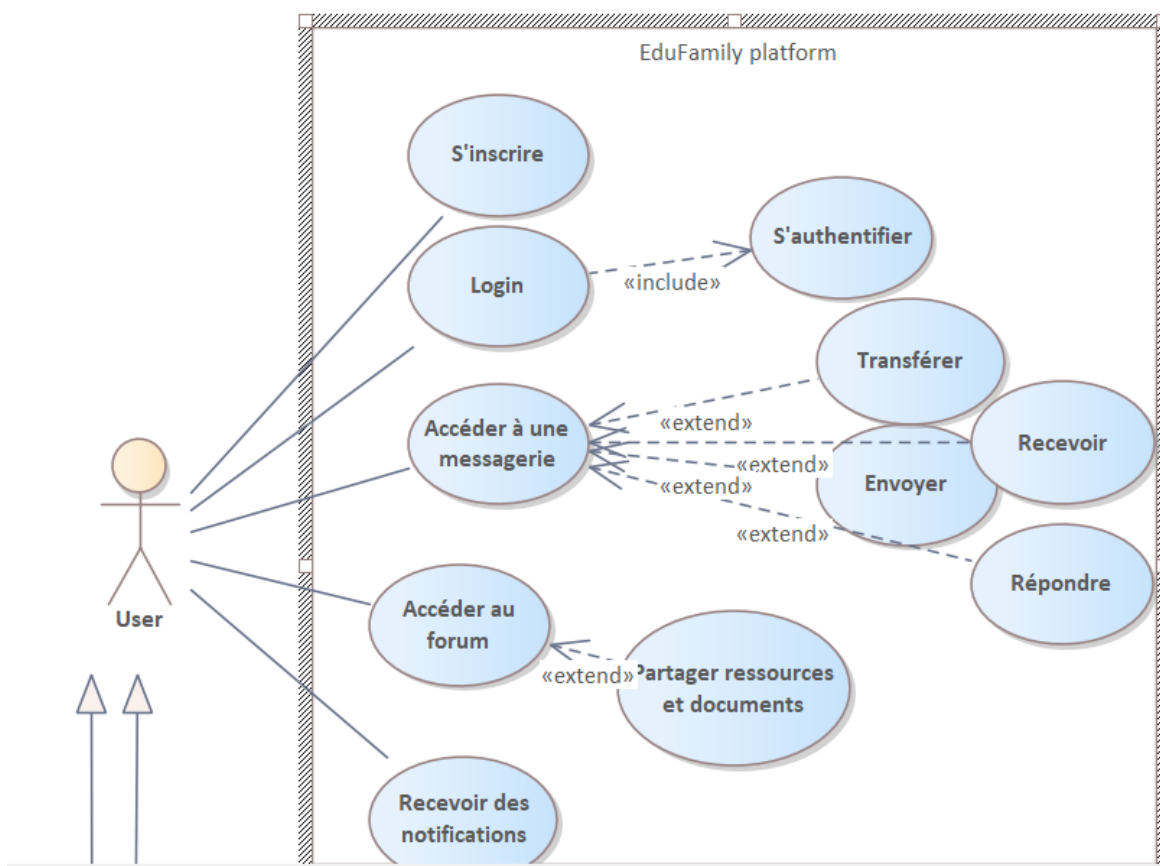 EduFamily platform
S'inscrire
S'authentifier
Login
«include»
Transférer
«extend»
Accéder à une
messagerie
Recevoir
«extend»
Envoyer
«extend»
«extend»
Répondre
Accéder au
forum
User
«extend»
Partager ressources
et documents
Recevoir des
notifications